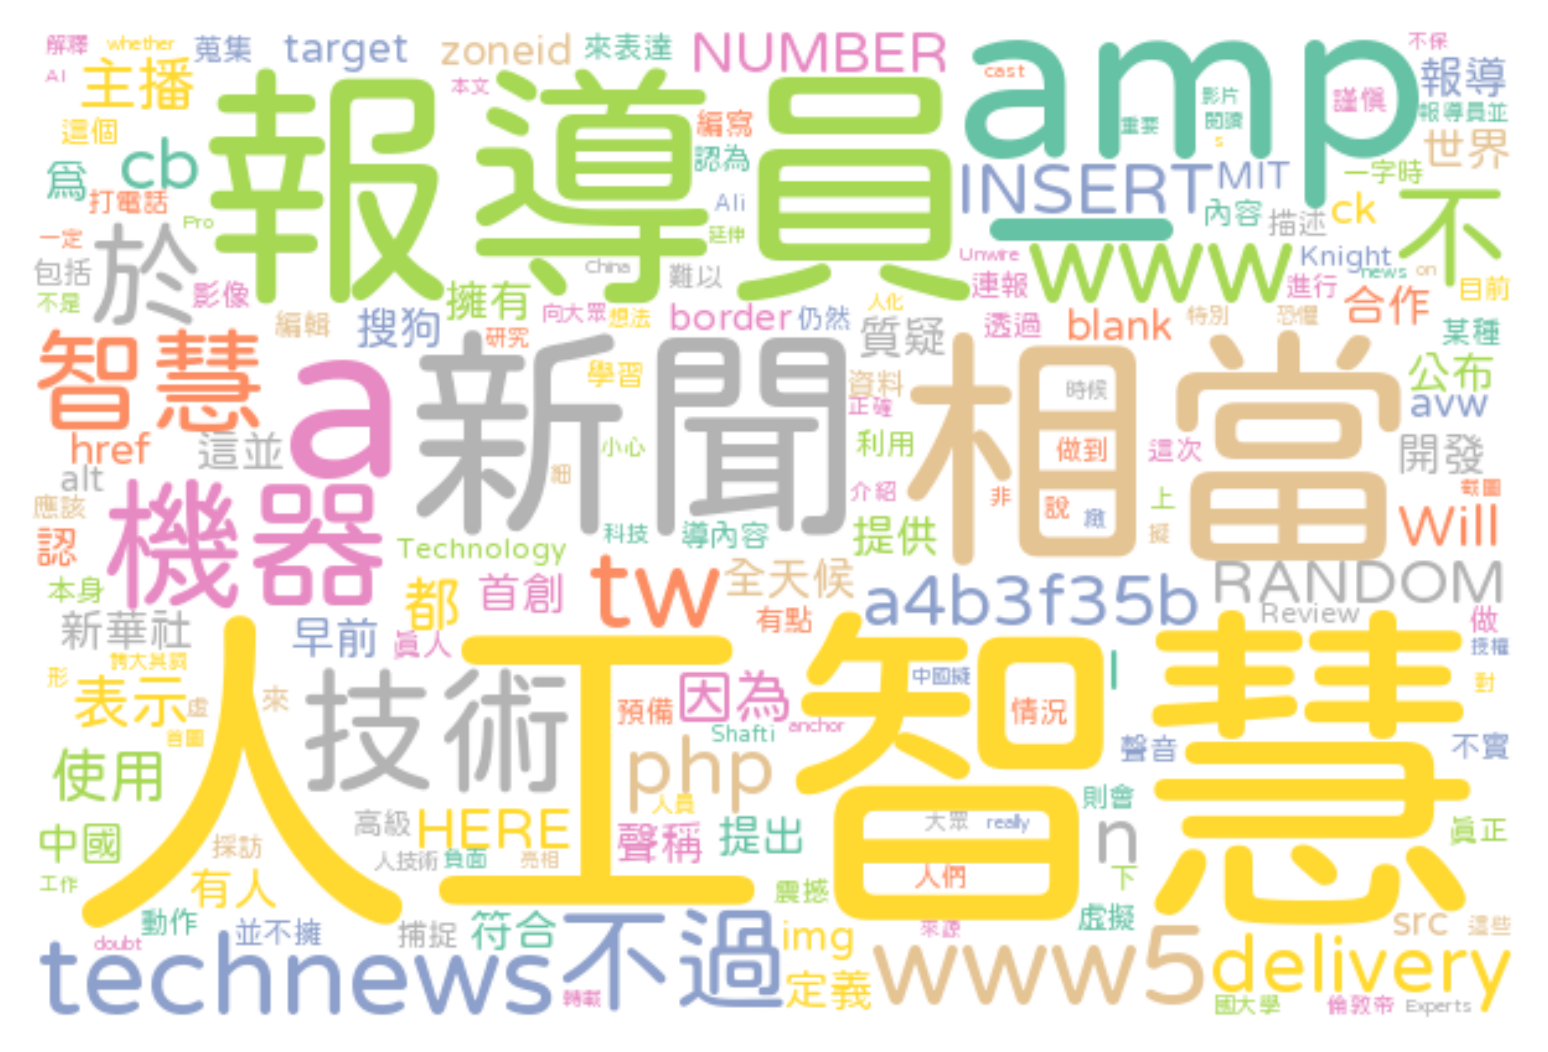 解釋 whether 蒐集 target zoneid 來表達 NUMBER amp 不保
AI 主播 本文 cast 報導
報導員 編寫 影片 謹慎
這個 重要 閱讀 報導員並
為 cb 認為 s 世界
打電話 Ali INSERT_ MIT 一字時
Pro 延伸 內容 描述 ck 不
一定 於 China 難以 Unwire www Knight
包括 影像 連報 進行 news on 目前
不是 擁有 向大眾 想法 border 仍然 人化 合作
編輯 搜狗 研究 質疑 透過 blank 特別 恐懼 某種
智慧 a 新聞 學習 資料 相當 時候 公布
正確 avw
href 這並 小心 利用 做到 這次 開發
alt 細 介紹 非 說 緻 上 截圖
應該 機器 科技 導內容 提供 擬 Will
認 Technology
本身 都 首創 tw 全天候 a4b3f35b RANDOM
新華社 早前 真人 有點 Review 做
誇大其詞 人工智慧 中國擬 l 授權
形 表示 虛 來 技術 預備 因為 情況 對
首圖 Shafti anchor 聲音 不實
使用 php 人員 則會
中國 採訪 高級 HERE 聲稱 提出 大眾 really n 真正
工作 有人 人技術 負面 亮相 人們 下
動作 震撼 虛擬
doubt 並不擁 捕捉 符合 不過 img 來源 src 這些
technews 轉載 定義 www5 delivery
國大學 倫敦帝 Experts